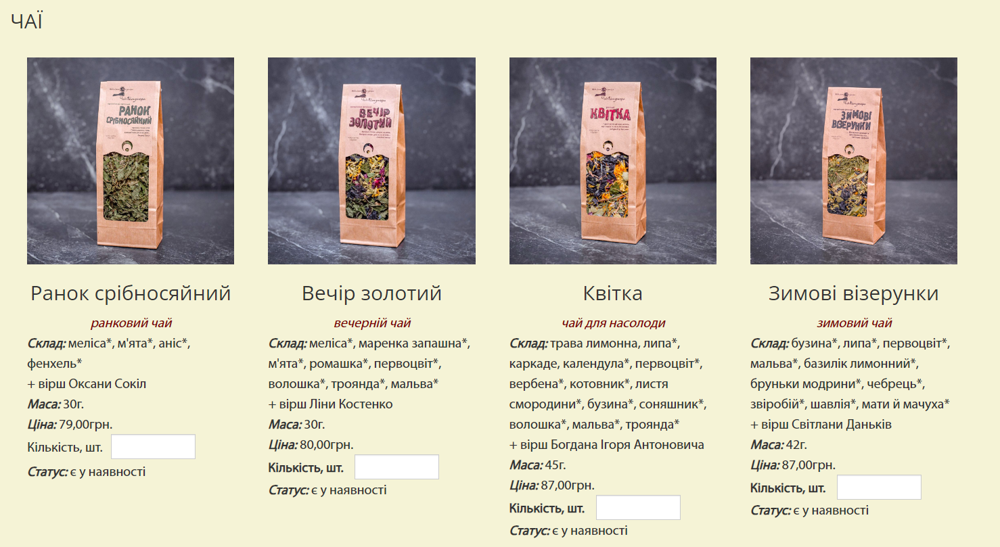 ЧАЇ
РАНОК
СРІБНОСЯЙНИЙ
ВЕЧІР
ЗОЛОТИЙ
КВІТКА
ЗИМОВІ
ВІЗЕРУНКИ
Ранок срібносяйний
ранковий чай
Склад: меліса*, м'ята*, аніс*,
фенхель*
+ вірш Оксани Сокіл
Маса: 30г.
Ціна: 79,00грн.
Кількість, шт.
Статус: є у наявності
Вечір золотий
вечерній чай
Склад: меліса*, маренка запашна*,
м'ята*, ромашка*, первоцвіт*,
волошка*, троянда*, мальва*
+ вірш Ліни Костенко
Маса: 30г.
Ціна: 80,00грн.
Кількість, шт.
Статус: є у наявності
Квітка
чай для насолоди
Склад: трава лимонна, липа*,
каркаде, календула*, первоцвіт*,
вербена*, котовник*, листя
смородини*, бузина*, соняшник*,
волошка*, мальва*, троянда*
+ вірш Богдана Ігоря Антоновича
Маса: 45г.
Ціна: 87,00грн.
Кількість, шт.
Статус: є у наявності
Зимові візерунки
зимовий чай
Склад: бузина*, липа*, первоцвіт*,
мальва*, базилік лимонний*,
бруньки модрини*, чебрець*,
звіробій*, шавлія*, мати й мачуха*
+ вірш Світлани Даньків
Маса: 42г.
Ціна: 87,00грн.
Кількість, шт.
Статус: є у наявності